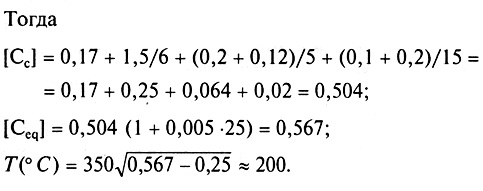 Тогда
[C_c] = 0,17 + 1,5/6 + (0,2 + 0,12)/5 + (0,1 + 0,2)/15 =
= 0,17 + 0,25 + 0,064 + 0,02 = 0,504;
[C_eq] = 0,504 (1 + 0,005 ·25) = 0,567;
T(° C) = 350√0,567 – 0,25 ≈ 200.